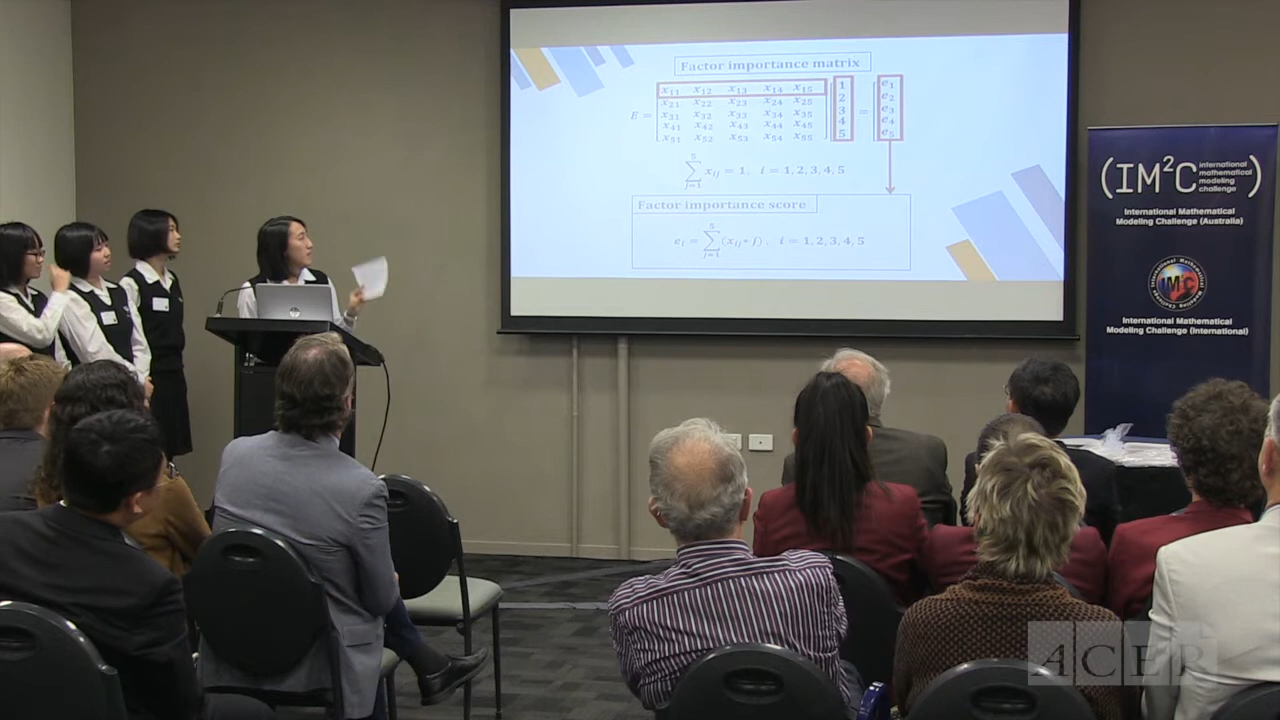 Factor importance matrix
x11 x12 x13 x14 x15
x21 x22 x23 x24 x25
E = x31 x32 x33 x34 x35
x41 x42 x43 x44 x45
x51 x52 x53 x54 x55
1
2
3
4
5
=
e1
e2
e3
e4
e5
5
∑ xij = 1, i = 1,2,3,4,5
j=1
Factor importance score
5
ei = ∑ (xij * j), i = 1,2,3,4,5
j=1
(IM²C international mathematical modeling challenge)
International Mathematical
Modeling Challenge (Australia)
IM²C
International Mathematical
Modeling Challenge (International)
ACER